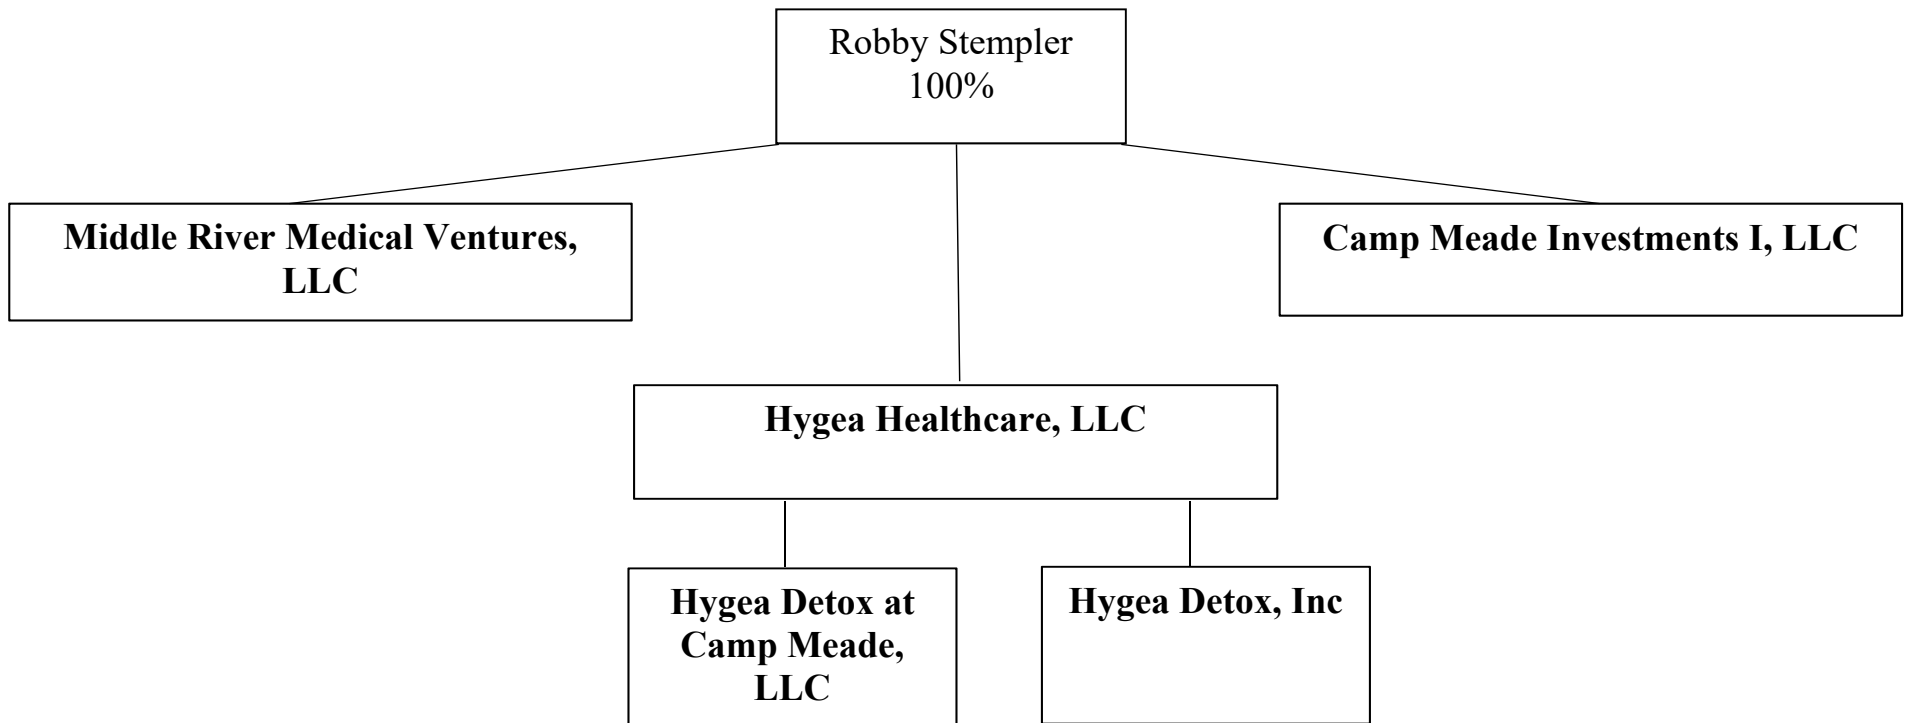 Robby Stempler
100%
Middle River Medical Ventures,
LLC
Camp Meade Investments I, LLC
Hygea Healthcare, LLC
Hygea Detox at
Camp Meade,
LLC
Hygea Detox, Inc